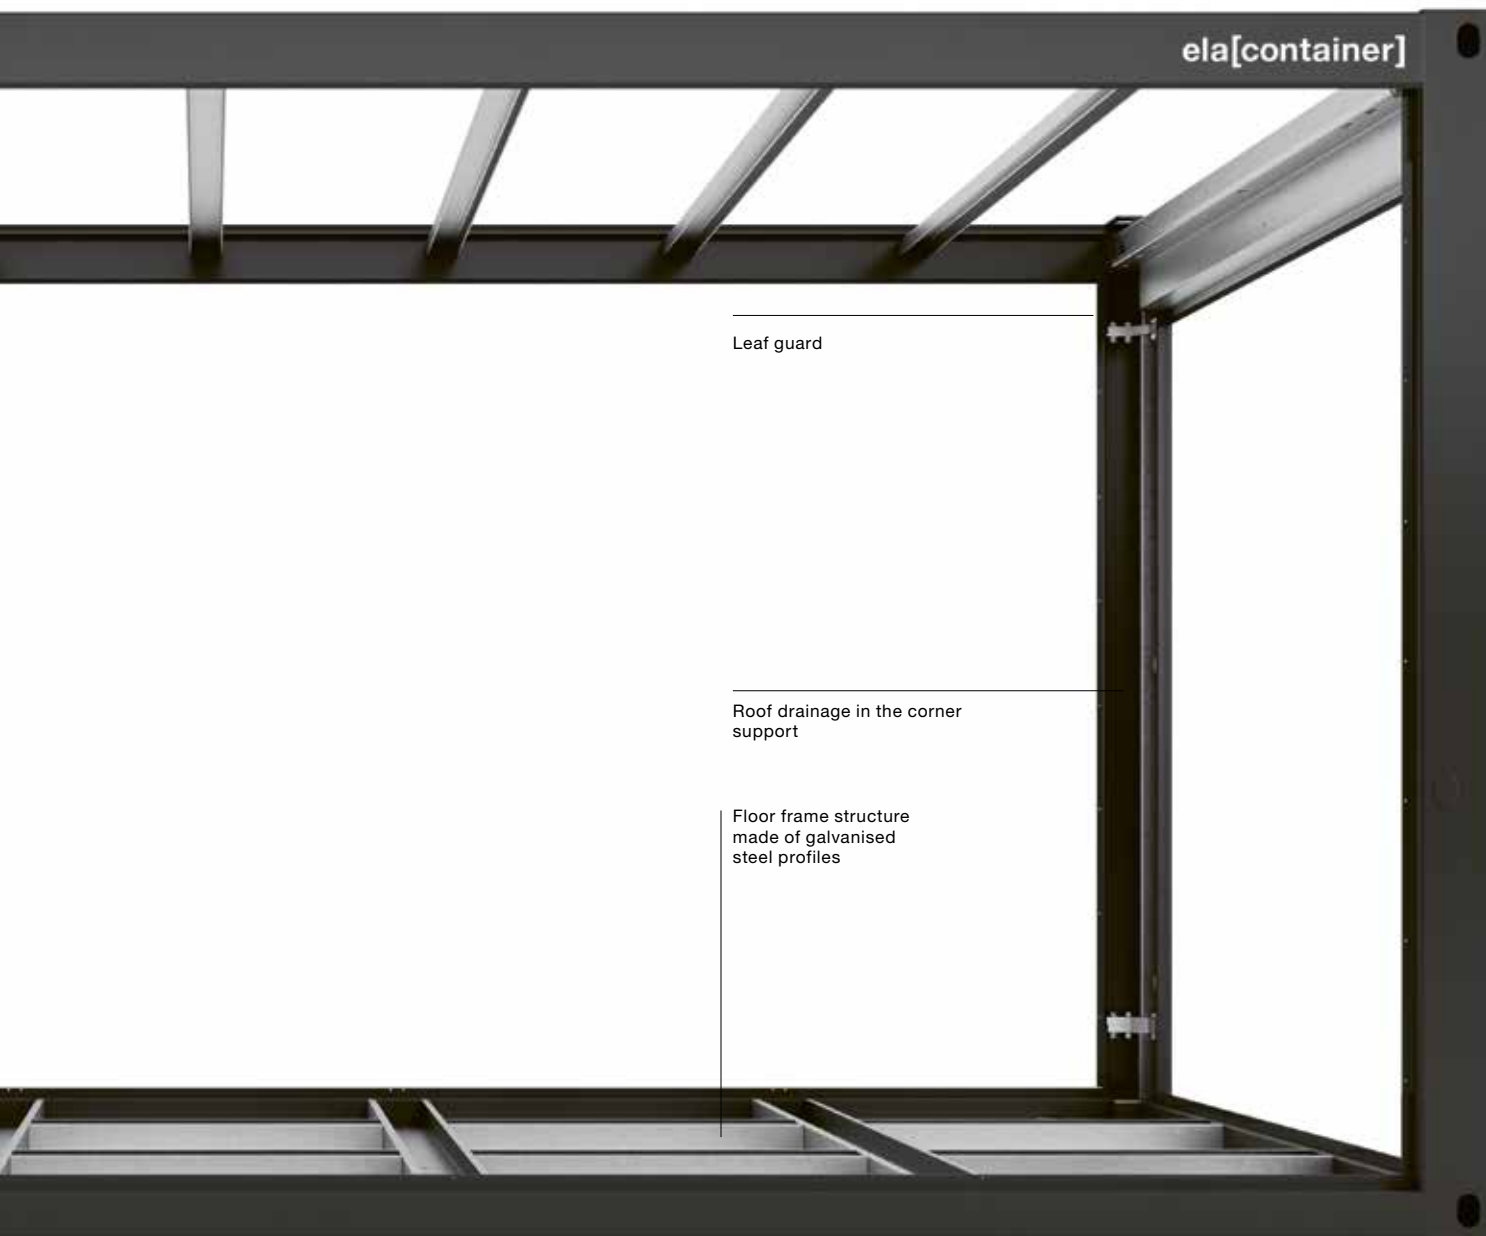 ela[container]
Leaf guard
Roof drainage in the corner
support
Floor frame structure
made of galvanised
steel profiles